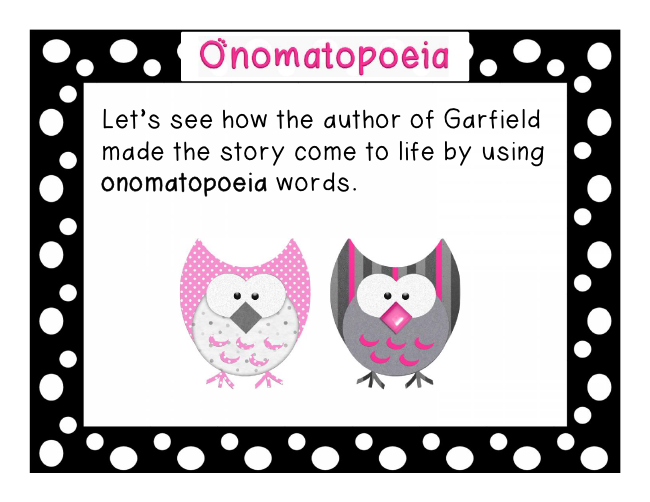 Onomatopoeia
Let's see how the author of Garfield
made the story come to life by using
onomatopoeia words.